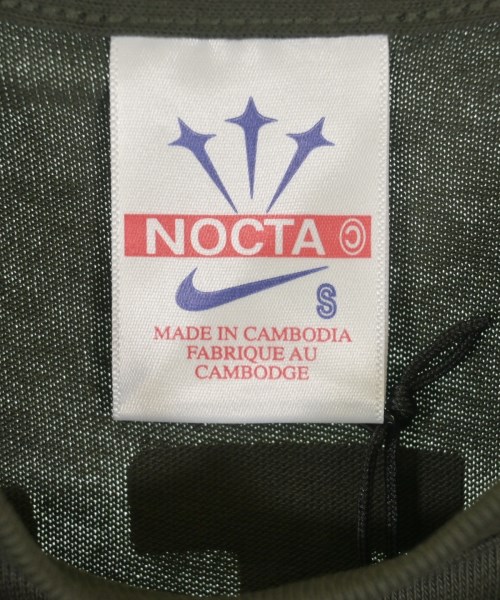 NOCTA ©
S
MADE IN CAMBODIA
FABRIQUE AU
CAMBODGE